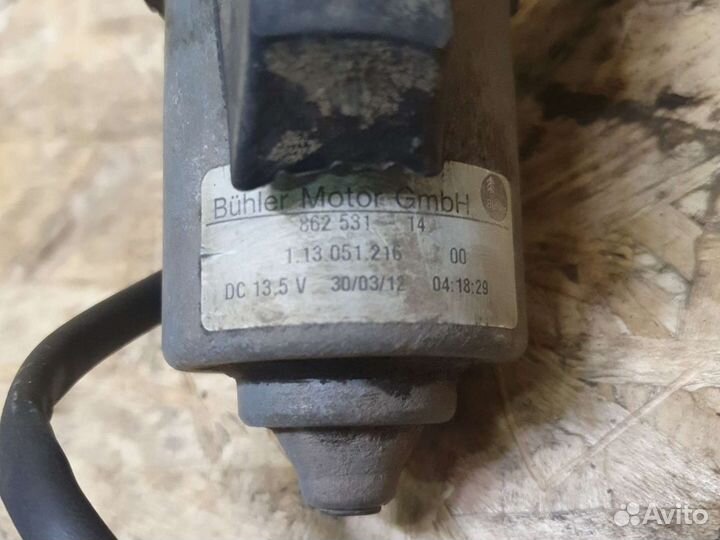 Bühler Motor GmbH
862 531 14
1.13 051.216 00
DC 13,5 V 30/03/12 04:18:29
Avito